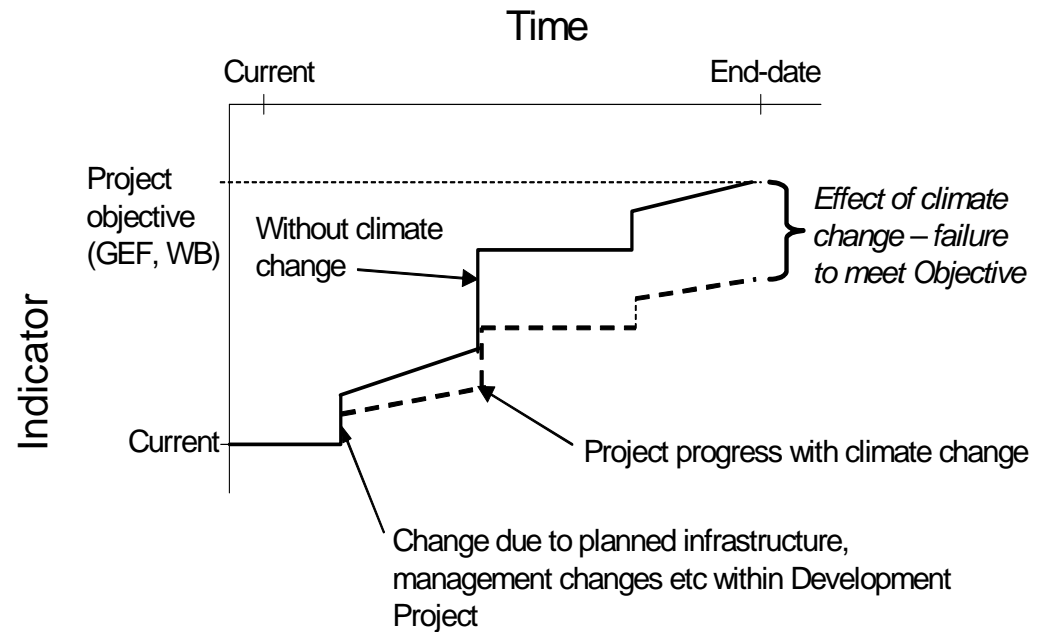 Time
Current
End-date
Project
objective
(GEF, WB)
Without climate
change
Effect of climate
change – failure
to meet Objective
Indicator
Current
Project progress with climate change
Change due to planned infrastructure,
management changes etc within Development
Project